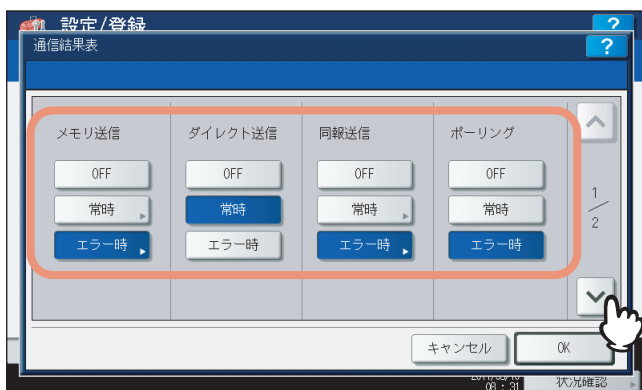 設定/登録
?
通信結果表
?
メモリ送信 ダイレクト送信 同報送信 ポーリング
OFF OFF OFF OFF
常時 常時 常時 常時
エラー時 エラー時 エラー時 エラー時
1/2
キャンセル OK
08:31 状況確認